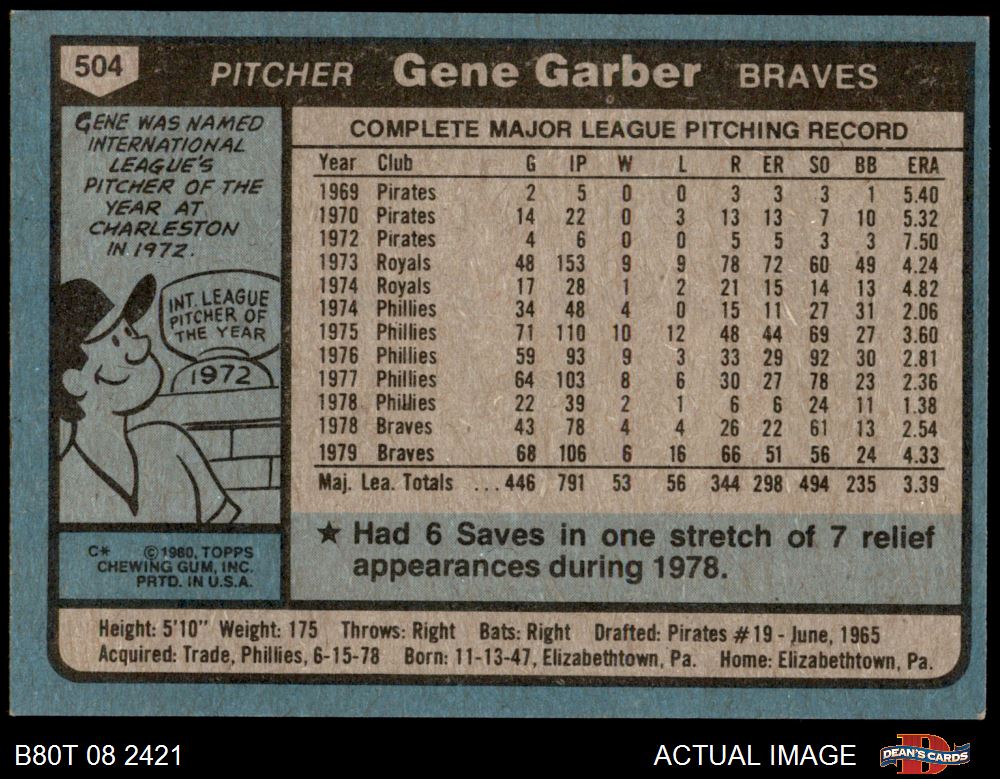 504 PITCHER Gene Garber BRAVES
GENE WAS NAMED
INTERNATIONAL
LEAGUE'S
PITCHER OF THE
YEAR AT
CHARLESTON
IN 1972.
INT. LEAGUE
PITCHER OF
THE YEAR
1972
C* ©1980, TOPPS
CHEWING GUM, INC.
PRTD. IN U.S.A.
COMPLETE MAJOR LEAGUE PITCHING RECORD
Year Club G IP W L R ER SO BB ERA
1969 Pirates 2 5 0 0 3 3 3 1 5.40
1970 Pirates 14 22 0 3 13 13 7 10 5.32
1972 Pirates 4 6 0 0 5 5 3 3 7.50
1973 Royals 48 153 9 9 78 72 60 49 4.24
1974 Royals 17 28 1 2 21 15 14 13 4.82
1974 Phillies 34 48 4 0 15 11 27 31 2.06
1975 Phillies 71 110 10 12 48 44 69 27 3.60
1976 Phillies 59 93 9 3 33 29 92 30 2.81
1977 Phillies 64 103 8 6 30 27 78 23 2.36
1978 Phillies 22 39 2 1 6 6 24 11 1.38
1978 Braves 43 78 4 4 26 22 61 13 2.54
1979 Braves 68 106 6 16 66 51 56 24 4.33
Maj. Lea. Totals ...446 791 53 56 344 298 494 235 3.39
★ Had 6 Saves in one stretch of 7 relief
appearances during 1978.
Height: 5'10" Weight: 175 Throws: Right Bats: Right Drafted: Pirates #19 - June, 1965
Acquired: Trade, Phillies, 6-15-78 Born: 11-13-47, Elizabethtown, Pa. Home: Elizabethtown, Pa.
B80T 08 2421 ACTUAL IMAGE DEAN'S CARDS